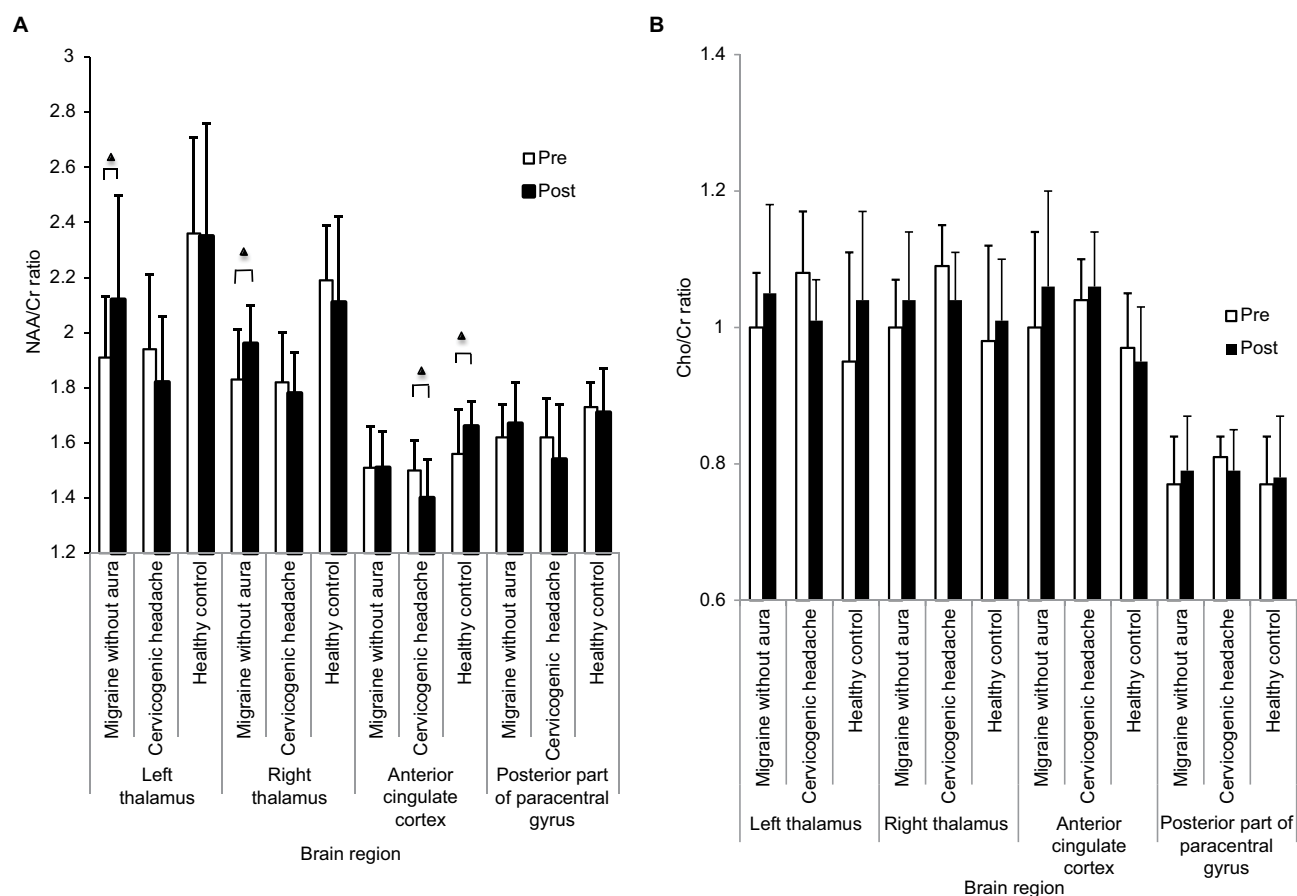 A
3
2.8
2.6
2.4
2.2
2
1.8
1.6
1.4
1.2
NAA/Cr ratio
Pre
Post
Migraine without aura
Cervicogenic headache
Healthy control
Migraine without aura
Cervicogenic headache
Healthy control
Migraine without aura
Cervicogenic headache
Healthy control
Migraine without aura
Cervicogenic headache
Healthy control
Left
thalamus
Right
thalamus
Anterior
cingulate
cortex
Posterior part
of paracentral
gyrus
Brain region
B
1.4
1.2
1
0.8
0.6
Cho/Cr ratio
Pre
Post
Migraine without aura
Cervicogenic headache
Healthy control
Migraine without aura
Cervicogenic headache
Healthy control
Migraine without aura
Cervicogenic headache
Healthy control
Migraine without aura
Cervicogenic headache
Healthy control
Left thalamus
Right thalamus
Anterior
cingulate
cortex
Posterior part of
paracentral
gyrus
Brain region